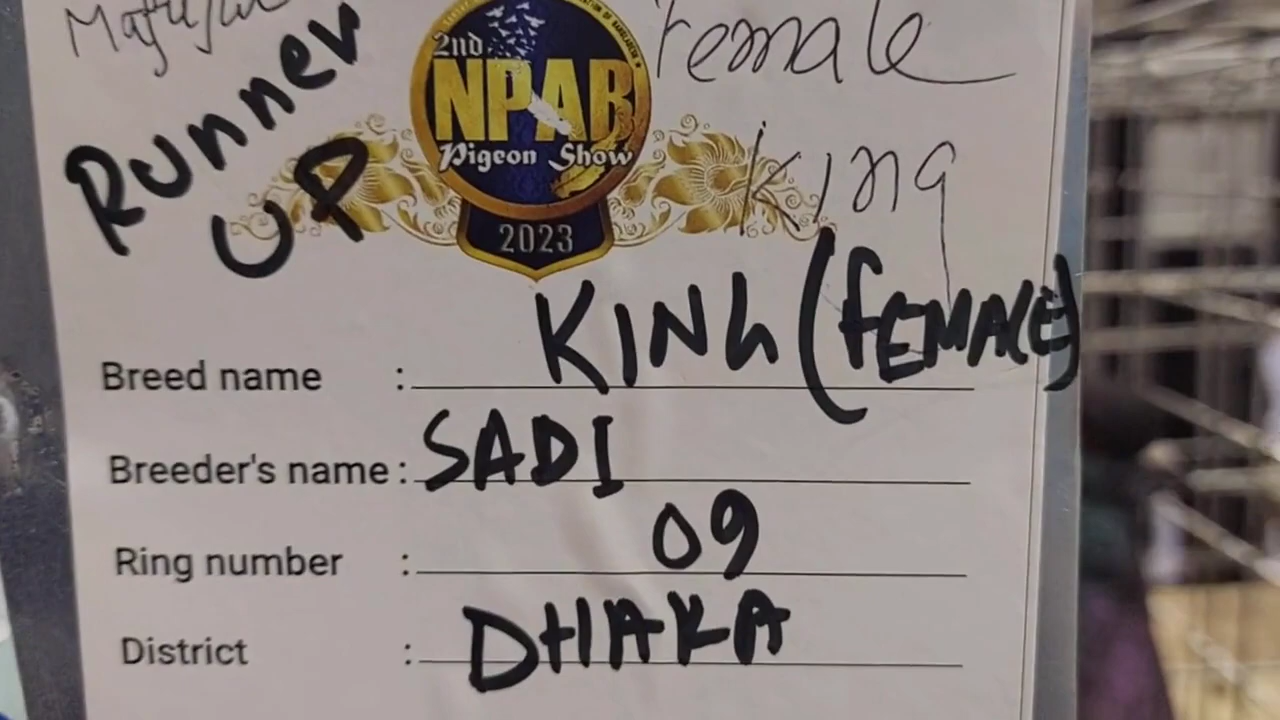 Runner
UP
2nd
NPAB
Pigeon Show
2023
Female
King
Breed name : KING (FEMALE)
Breeder's name : SADI
Ring number : 09
District : DHAKA